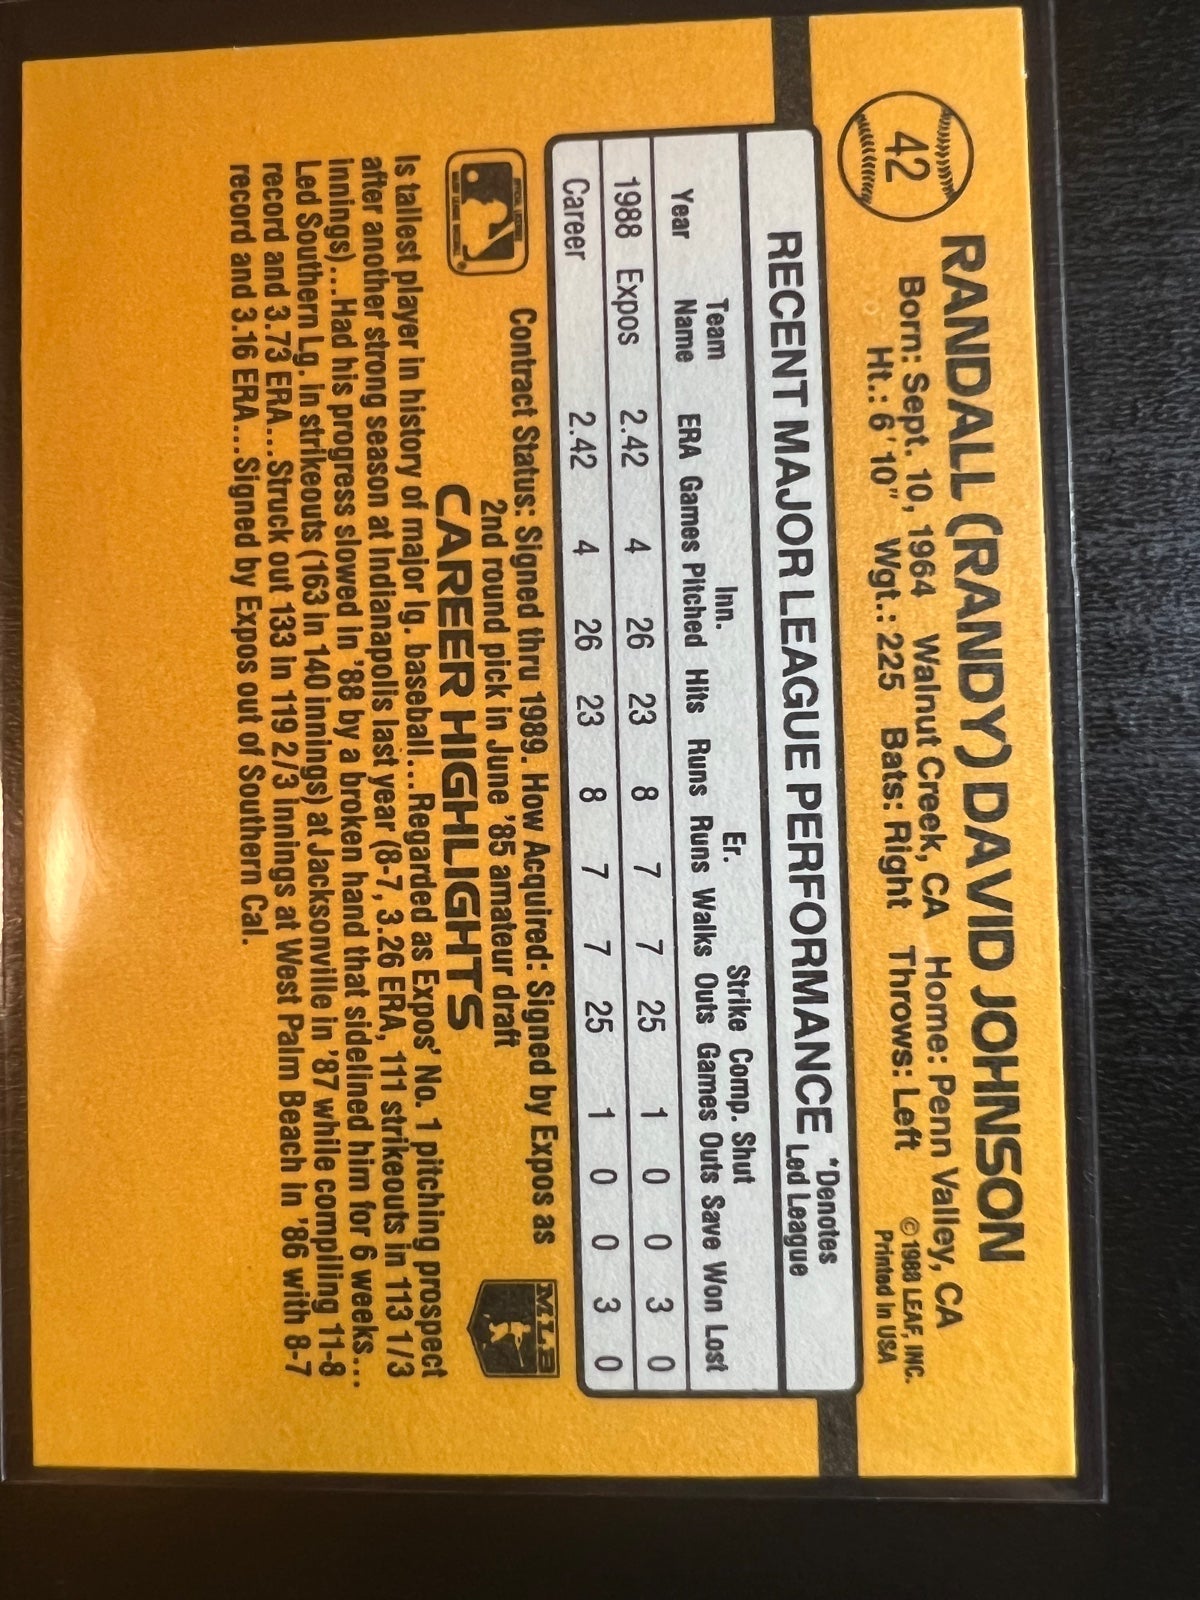 42
RANDALL (RANDY) DAVID JOHNSON
Born: Sept. 10, 1964 Walnut Creek, CA Home: Penn Valley, CA
Ht.: 6'10" Wgt.: 225 Bats: Right Throws: Left
© 1988 LEAF, INC.
Printed In USA
RECENT MAJOR LEAGUE PERFORMANCE *Denotes Led League
Year Team Name ERA Games Inn. Pitched Hits Runs Er. Runs Walks Strike Outs Comp. Games Shut Outs Save Won Lost
1988 Expos 2.42 4 26 23 8 7 7 25 1 0 0 3 0
Career 2.42 4 26 23 8 7 7 25 1 0 0 3 0
Contract Status: Signed thru 1989. How Acquired: Signed by Expos as
2nd round pick in June '85 amateur draft
MLB
CAREER HIGHLIGHTS
Is tallest player in history of major lg. baseball...Regarded as Expos' No. 1 pitching prospect
after another strong season at Indianapolis last year (8-7, 3.26 ERA, 111 strikeouts in 113 1/3
innings)...Had his progress slowed in '88 by a broken hand that sidelined him for 6 weeks...
Led Southern Lg. in strikeouts (163 in 140 innings) at Jacksonville in '87 while compiling 11-8
record and 3.73 ERA...Struck out 133 in 119 2/3 innings at West Palm Beach in '86 with 8-7
record and 3.16 ERA...Signed by Expos out of Southern Cal.